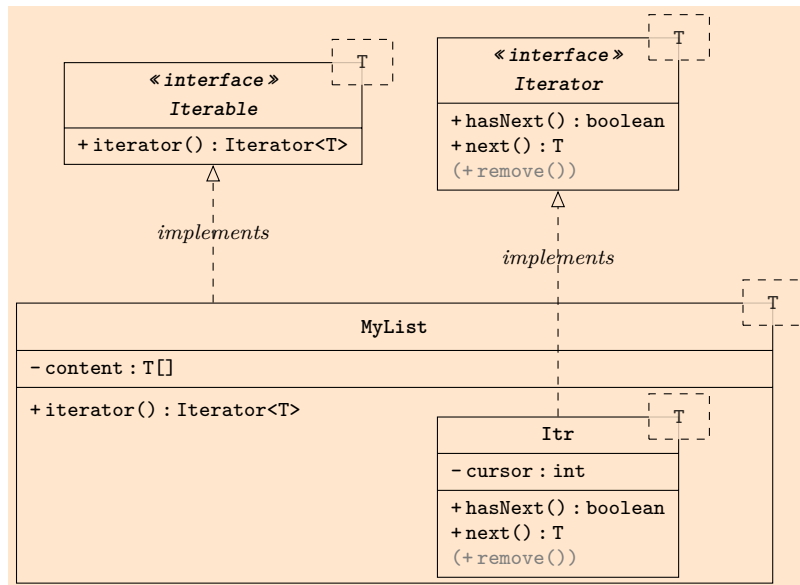 T
«interface»
Iterable
+iterator() : Iterator<T>
T
«interface»
Iterator
+hasNext() : boolean
+next() : T
(+remove())
implements
implements
T
MyList
-content : T[]
+iterator() : Iterator<T>
T
Itr
-cursor : int
+hasNext() : boolean
+next() : T
(+remove())